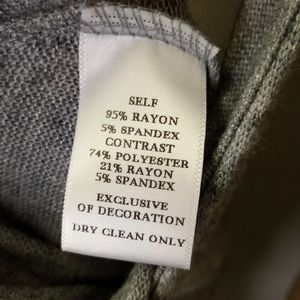 SELF
95% RAYON
5% SPANDEX
CONTRAST
74% POLYESTER
21% RAYON
5% SPANDEX
EXCLUSIVE
OF DECORATION
DRY CLEAN ONLY